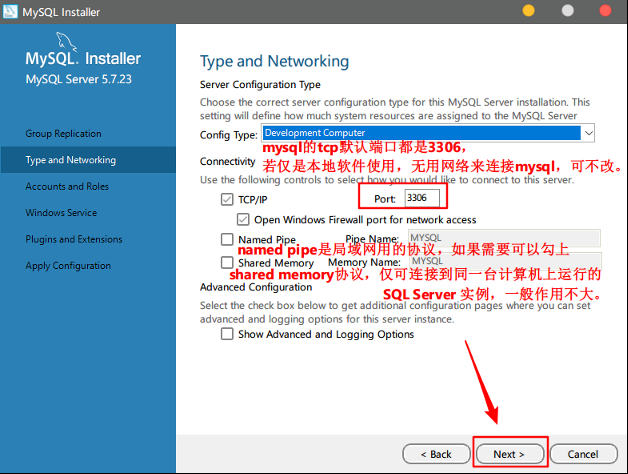 MySQL Installer
MySQL. Installer
MySQL Server 5.7.23
Group Replication
Type and Networking
Accounts and Roles
Windows Service
Plugins and Extensions
Apply Configuration
Type and Networking
Server Configuration Type
Choose the correct server configuration type for this MySQL Server installation. This
setting will define how much system resources are assigned to the MySQL Server
Config Type: Development Computer
mysql的tcp默认端口都是3306，
Connectivity
若仅是本地软件使用，无用网络来连接mysql，可不改。
Use the following controls to select how you would like to connect to this server.
TCP/IP Port: 3306
Open Windows Firewall port for network access
Named Pipe Pipe Name: MYSQL
named pipe是局域网用的协议，如果需要可以勾上
Shared Memory Memory Name: MYSQL
shared memory协议，仅可连接到同一台计算机上运行的
Advanced Configuration
SQL Server 实例，一般作用不大。
Select the check box below to get additional configuration pages where you can set
advanced and logging options for this server instance.
Show Advanced and Logging Options
< Back Next > Cancel